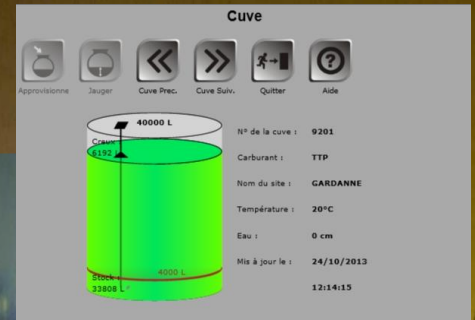 Cuve
Approvisionne
Jauger
Cuve Prec.
Cuve Suiv.
Quitter
Aide
40000 L
Creux :
6192 L
4000 L
Stock :
33808 L
N° de la cuve : 9201
Carburant : TTP
Nom du site : GARDANNE
Température : 20°C
Eau : 0 cm
Mis à jour le : 24/10/2013
12:14:15